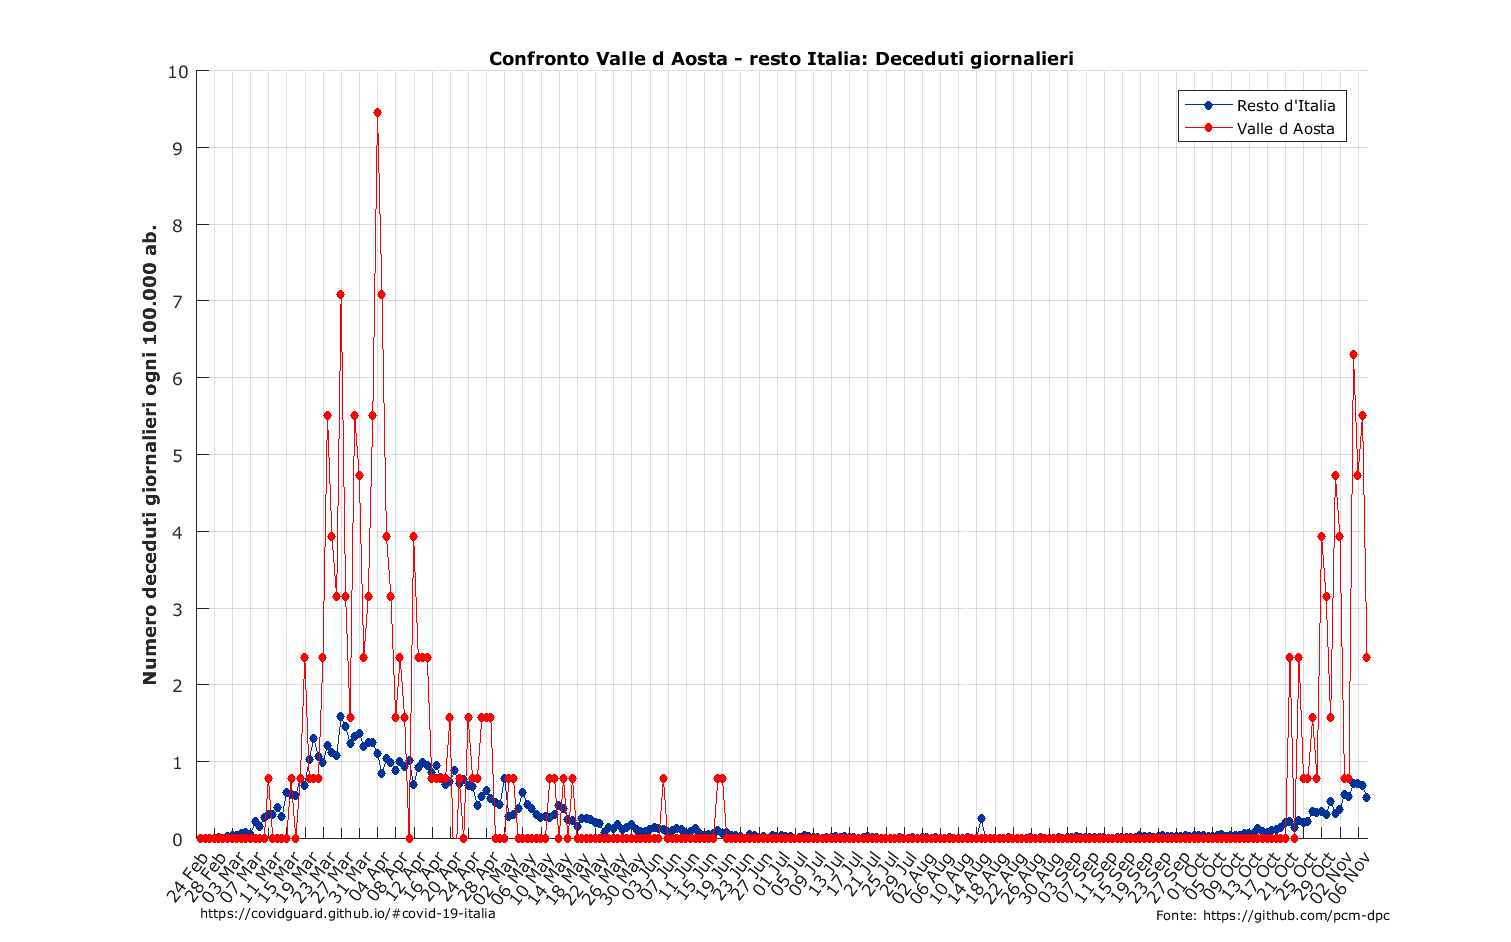 Confronto Valle d Aosta - resto Italia: Deceduti giornalieri
Numero deceduti giornalieri ogni 100.000 ab.
10
9
8
7
6
5
4
3
2
1
0
Resto d'Italia
Valle d Aosta
24 Feb
28 Feb
03 Mar
07 Mar
11 Mar
15 Mar
19 Mar
23 Mar
27 Mar
31 Mar
04 Apr
08 Apr
12 Apr
16 Apr
20 Apr
24 Apr
28 Apr
02 May
06 May
10 May
14 May
18 May
22 May
26 May
30 May
03 Jun
07 Jun
11 Jun
15 Jun
19 Jun
23 Jun
27 Jun
01 Jul
05 Jul
09 Jul
13 Jul
17 Jul
21 Jul
25 Jul
29 Jul
02 Aug
06 Aug
10 Aug
14 Aug
18 Aug
22 Aug
26 Aug
30 Aug
03 Sep
07 Sep
11 Sep
15 Sep
19 Sep
23 Sep
27 Sep
01 Oct
05 Oct
09 Oct
13 Oct
17 Oct
21 Oct
25 Oct
29 Oct
02 Nov
06 Nov
https://covidguard.github.io/#covid-19-italia
Fonte: https://github.com/pcm-dpc